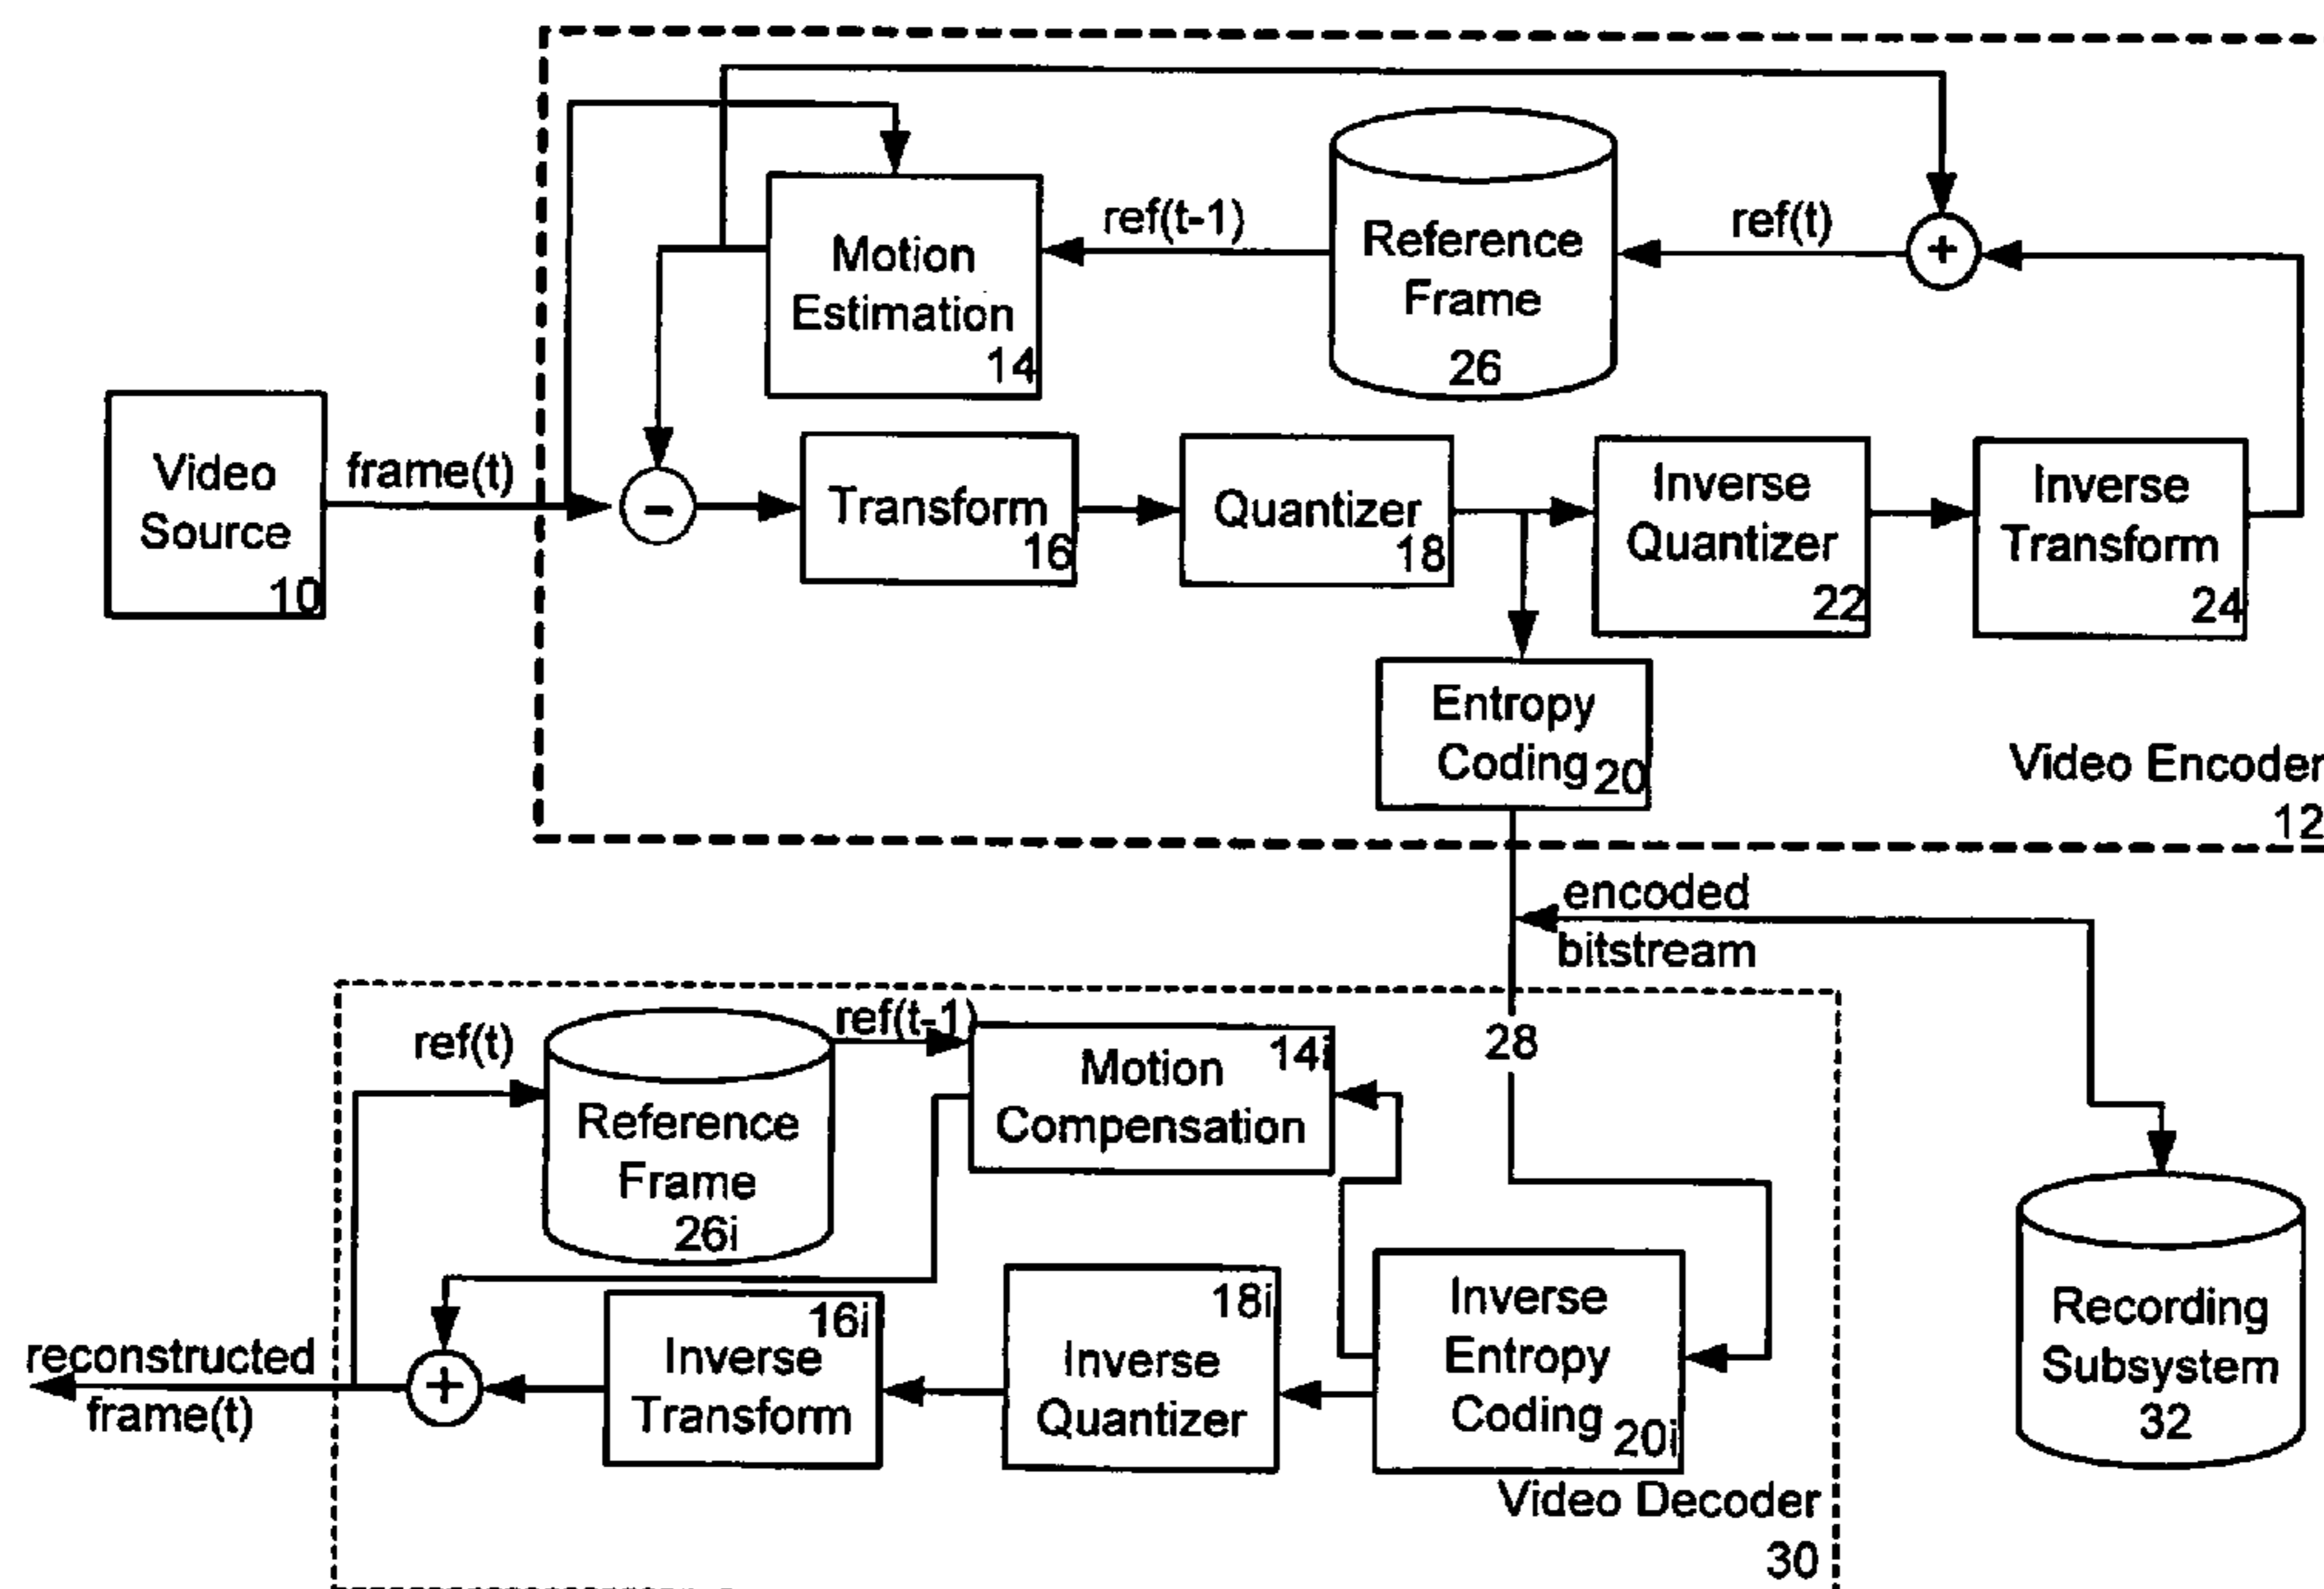 ref(t-1)
ref(t)
Reference
Frame
26
+
Motion
Estimation
14
Video
Source
10
frame(t)
-
Transform
16
Quantizer
18
Inverse
Quantizer
22
Inverse
Transform
24
Entropy
Coding
20
Video Encoder
12
encoded
bitstream
28
ref(t)
ref(t-1)
Reference
Frame
26i
14i
Motion
Compensation
reconstructed
frame(t)
+
16i
Inverse
Transform
18i
Inverse
Quantizer
Inverse
Entropy
Coding
20i
Recording
Subsystem
32
Video Decoder
30